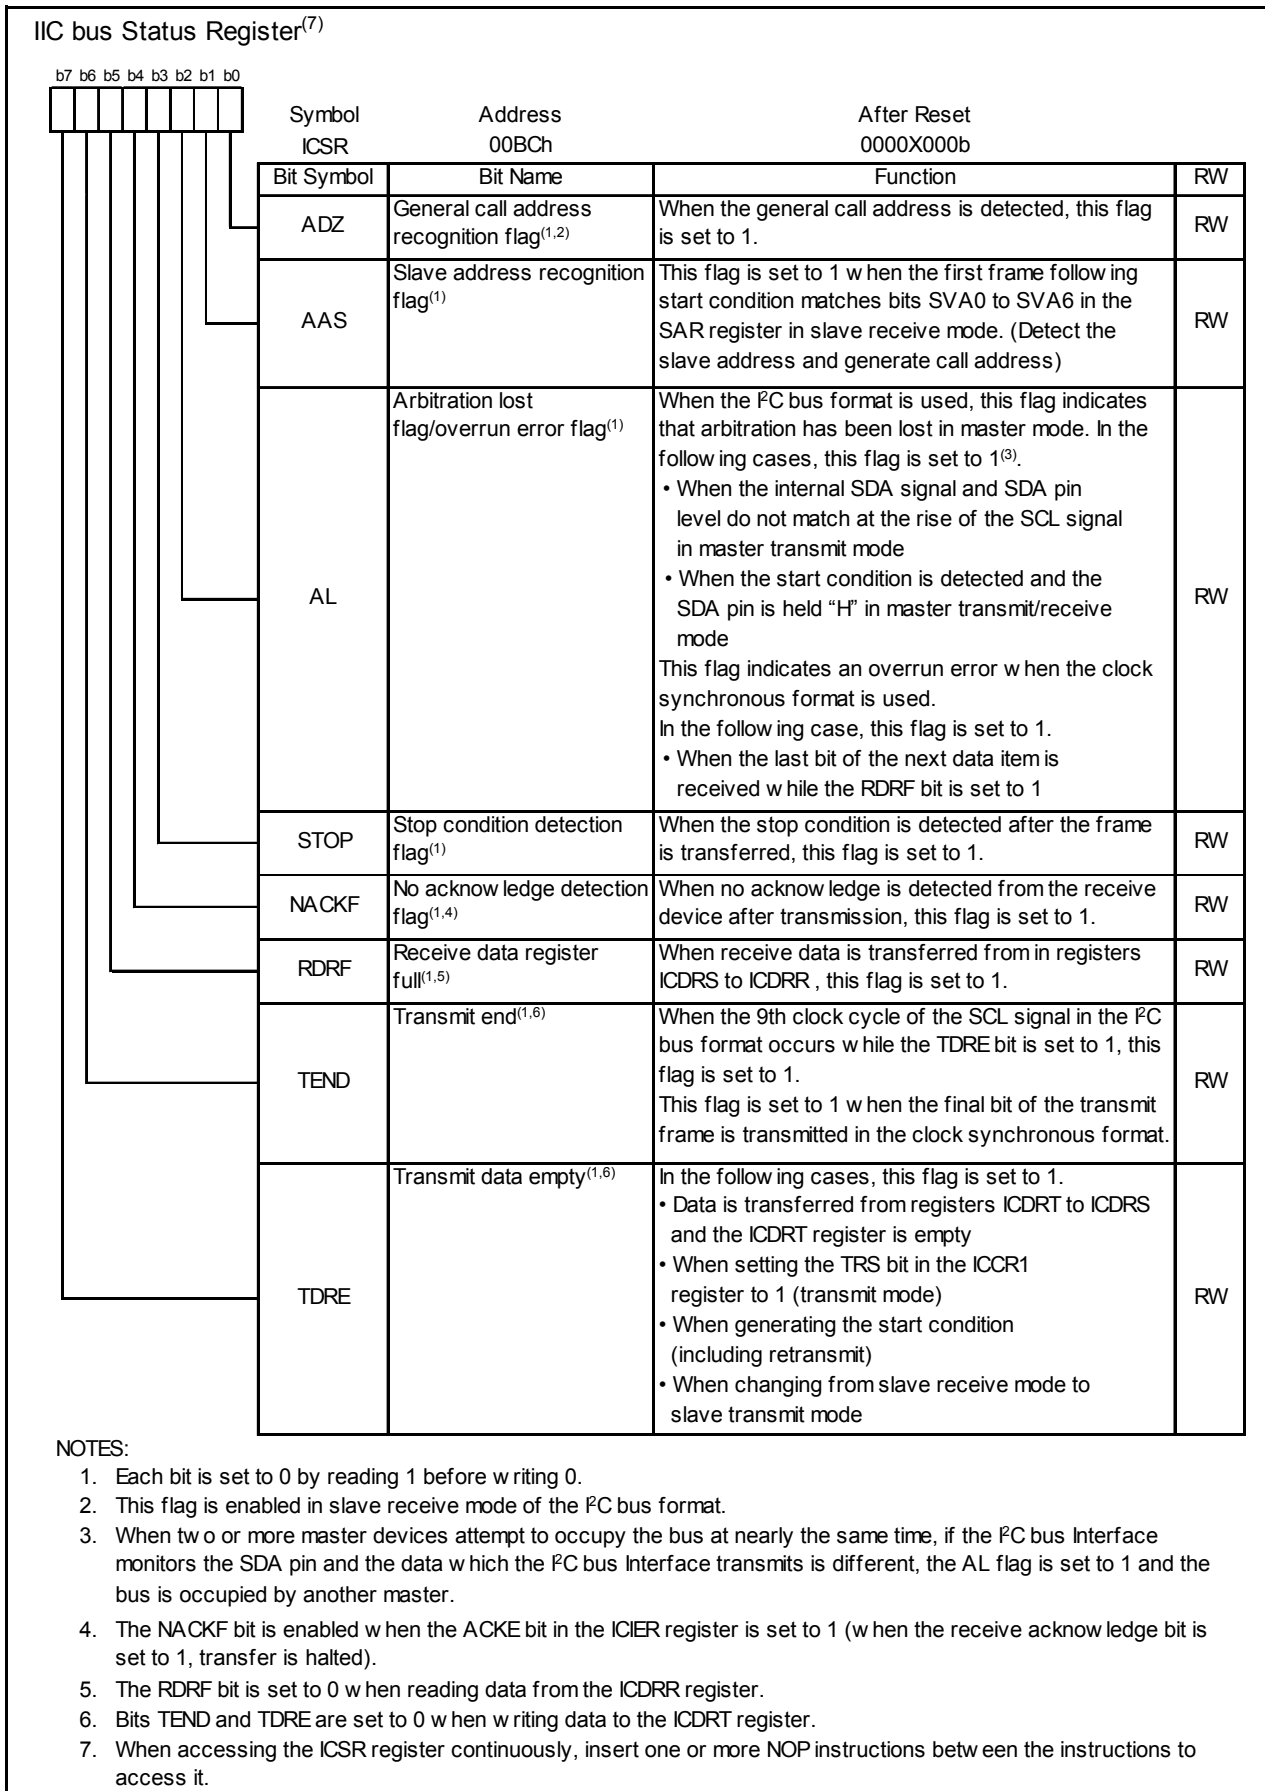 IIC bus Status Register(7)
b7 b6 b5 b4 b3 b2 b1 b0
Symbol Address After Reset
ICSR 00BCh 0000X000b
Bit Symbol Bit Name Function RW
ADZ General call address recognition flag(1,2) When the general call address is detected, this flag is set to 1. RW
AAS Slave address recognition flag(1) This flag is set to 1 when the first frame following start condition matches bits SVA0 to SVA6 in the SAR register in slave receive mode. (Detect the slave address and generate call address) RW
AL Arbitration lost flag/overrun error flag(1) When the I2C bus format is used, this flag indicates that arbitration has been lost in master mode. In the following cases, this flag is set to 1(3).
• When the internal SDA signal and SDA pin
level do not match at the rise of the SCL signal
in master transmit mode
• When the start condition is detected and the
SDA pin is held “H” in master transmit/receive
mode
This flag indicates an overrun error when the clock
synchronous format is used.
In the following case, this flag is set to 1.
• When the last bit of the next data item is
received while the RDRF bit is set to 1
RW
STOP Stop condition detection flag(1) When the stop condition is detected after the frame is transferred, this flag is set to 1. RW
NACKF No acknowledge detection flag(1,4) When no acknowledge is detected from the receive device after transmission, this flag is set to 1. RW
RDRF Receive data register full(1,5) When receive data is transferred from in registers ICDRS to ICDRR , this flag is set to 1. RW
TEND Transmit end(1,6) When the 9th clock cycle of the SCL signal in the I2C bus format occurs while the TDRE bit is set to 1, this flag is set to 1.
This flag is set to 1 when the final bit of the transmit
frame is transmitted in the clock synchronous format.
RW
TDRE Transmit data empty(1,6) In the following cases, this flag is set to 1.
• Data is transferred from registers ICDRT to ICDRS
and the ICDRT register is empty
• When setting the TRS bit in the ICCR1
register to 1 (transmit mode)
• When generating the start condition
(including retransmit)
• When changing from slave receive mode to
slave transmit mode
RW
NOTES:
1. Each bit is set to 0 by reading 1 before writing 0.
2. This flag is enabled in slave receive mode of the I2C bus format.
3. When two or more master devices attempt to occupy the bus at nearly the same time, if the I2C bus Interface
monitors the SDA pin and the data which the I2C bus Interface transmits is different, the AL flag is set to 1 and the
bus is occupied by another master.
4. The NACKF bit is enabled when the ACKE bit in the ICIER register is set to 1 (when the receive acknowledge bit is
set to 1, transfer is halted).
5. The RDRF bit is set to 0 when reading data from the ICDRR register.
6. Bits TEND and TDRE are set to 0 when writing data to the ICDRT register.
7. When accessing the ICSR register continuously, insert one or more NOP instructions between the instructions to
access it.